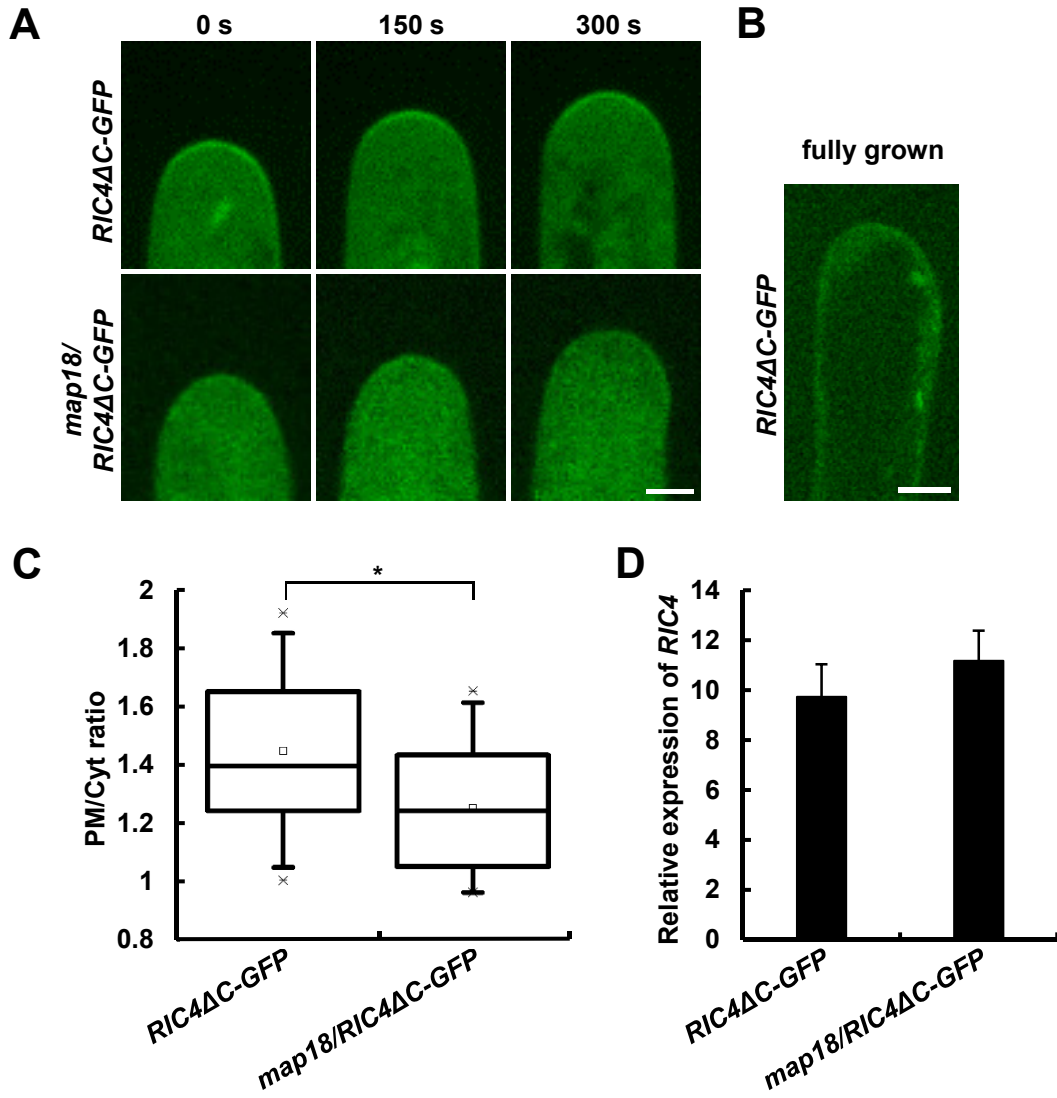 A
0 s
150 s
300 s
RIC4ΔC-GFP
map18/
RIC4ΔC-GFP
B
fully grown
RIC4ΔC-GFP
C
*
PM/Cyt ratio
2
1.8
1.6
1.4
1.2
1
0.8
RIC4ΔC-GFP
map18/RIC4ΔC-GFP
D
Relative expression of RIC4
14
12
10
8
6
4
2
0
RIC4ΔC-GFP
map18/RIC4ΔC-GFP